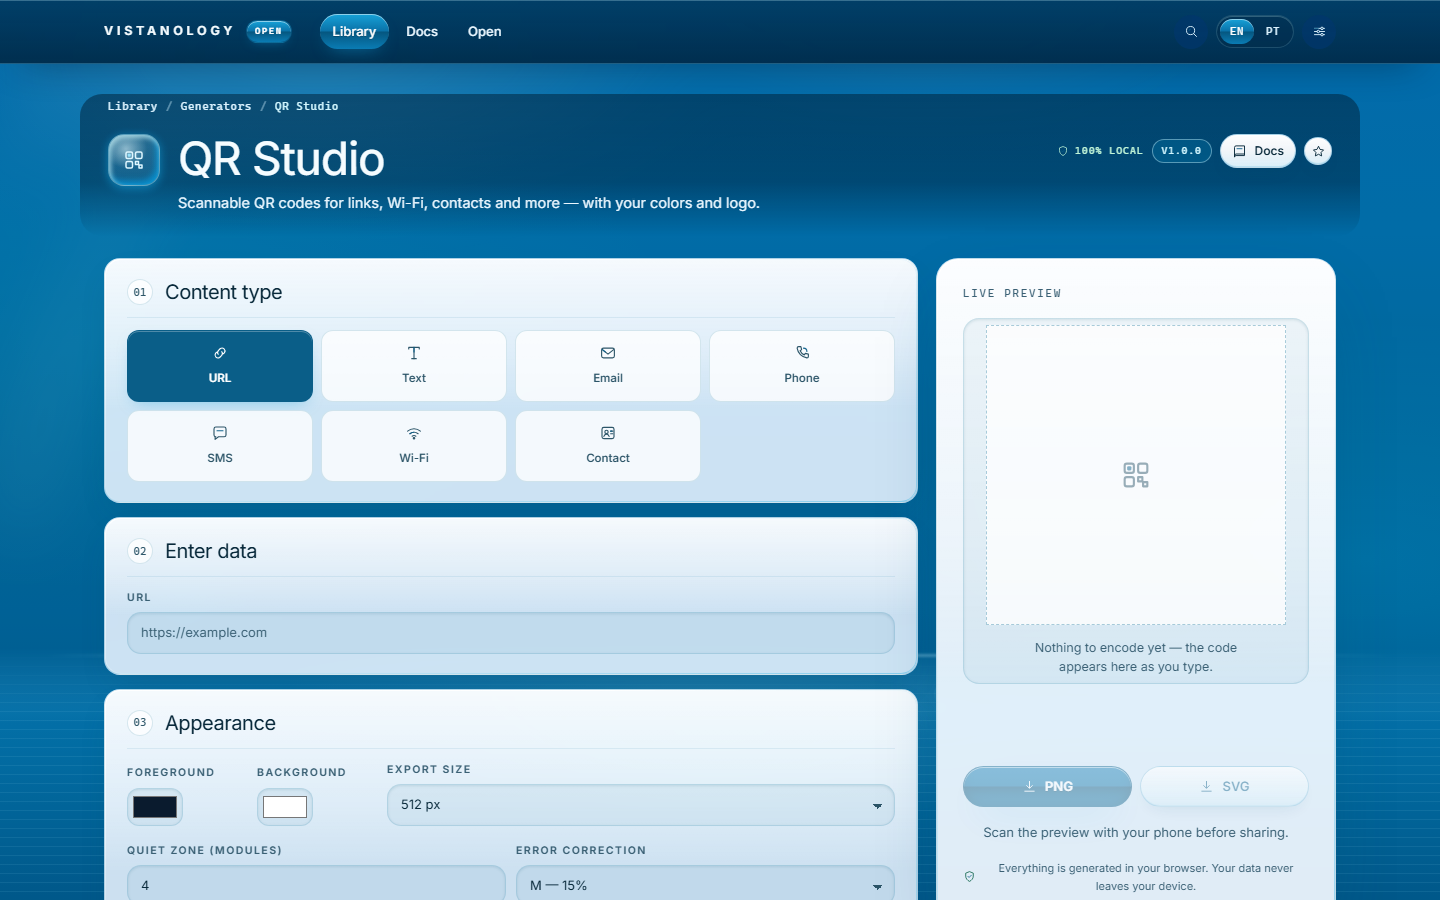 VISTANOLOGY OPEN Library Docs Open EN PT
Library / Generators / QR Studio
QR Studio
100% LOCAL V1.0.0 Docs
Scannable QR codes for links, Wi-Fi, contacts and more — with your colors and logo.
01 Content type
URL Text Email Phone
SMS Wi-Fi Contact
02 Enter data
URL
https://example.com
03 Appearance
FOREGROUND BACKGROUND EXPORT SIZE
512 px
QUIET ZONE (MODULES) ERROR CORRECTION
4 M — 15%
LIVE PREVIEW
Nothing to encode yet — the code
appears here as you type.
PNG SVG
Scan the preview with your phone before sharing.
Everything is generated in your browser. Your data never
leaves your device.